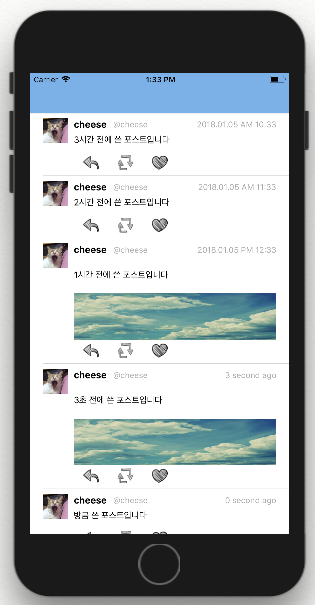 Carrier 1:33 PM
cheese @cheese 2018.01.05 AM 10:33
3시간 전에 쓴 포스트입니다
cheese @cheese 2018.01.05 AM 11:33
2시간 전에 쓴 포스트입니다
cheese @cheese 2018.01.05 PM 12:33
1시간 전에 쓴 포스트입니다
cheese @cheese 3 second ago
3초 전에 쓴 포스트입니다
cheese @cheese 0 second ago
방금 쓴 포스트입니다